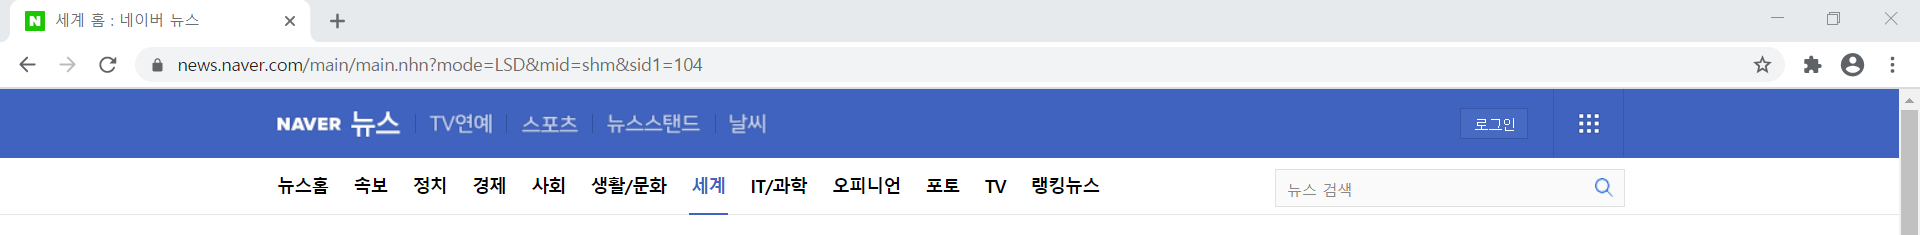 세계 홈 : 네이버 뉴스
news.naver.com/main/main.nhn?mode=LSD&mid=shm&sid1=104
NAVER 뉴스 TV연예 스포츠 뉴스스탠드 날씨 로그인
뉴스홈 속보 정치 경제 사회 생활/문화 세계 IT/과학 오피니언 포토 TV 랭킹뉴스 뉴스 검색